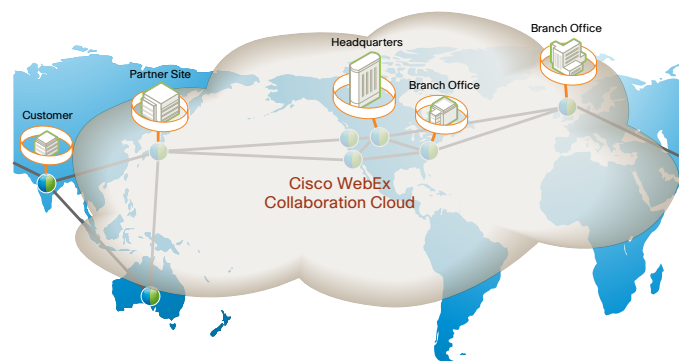 Branch Office
Headquarters
Partner Site
Branch Office
Customer
Cisco WebEx
Collaboration Cloud